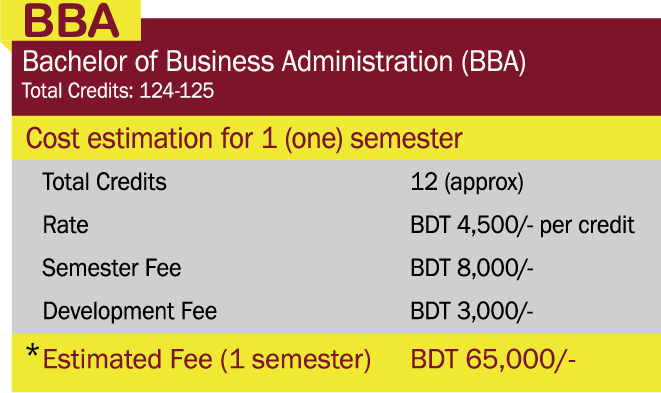 BBA
Bachelor of Business Administration (BBA)
Total Credits: 124-125
Cost estimation for 1 (one) semester
Total Credits 12 (approx)
Rate BDT 4,500/- per credit
Semester Fee BDT 8,000/-
Development Fee BDT 3,000/-
*Estimated Fee (1 semester) BDT 65,000/-